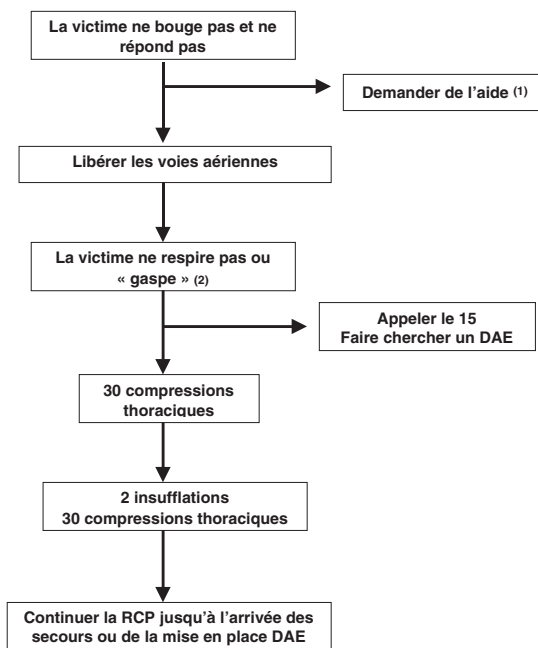 La victime ne bouge pas et ne
répond pas
Demander de l’aide (1)
Libérer les voies aériennes
La victime ne respire pas ou
« gaspe » (2)
Appeler le 15
Faire chercher un DAE
30 compressions
thoraciques
2 insufflations
30 compressions thoraciques
Continuer la RCP jusqu’à l’arrivée des
secours ou de la mise en place DAE